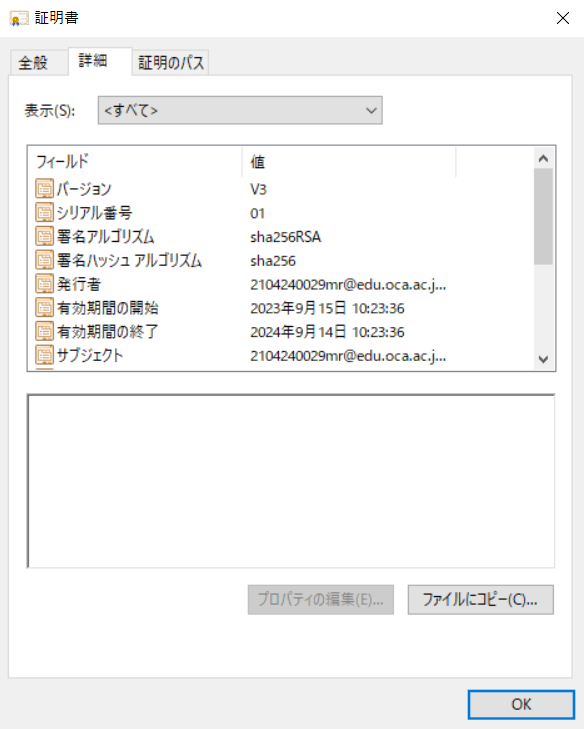 証明書
全般 詳細 証明のパス
表示(S): <すべて>
フィールド 値
バージョン V3
シリアル番号 01
署名アルゴリズム sha256RSA
署名ハッシュ アルゴリズム sha256
発行者 2104240029mr@edu.oca.ac.j...
有効期間の開始 2023年9月15日 10:23:36
有効期間の終了 2024年9月14日 10:23:36
サブジェクト 2104240029mr@edu.oca.ac.j...
プロパティの編集(E)... ファイルにコピー(C)...
OK